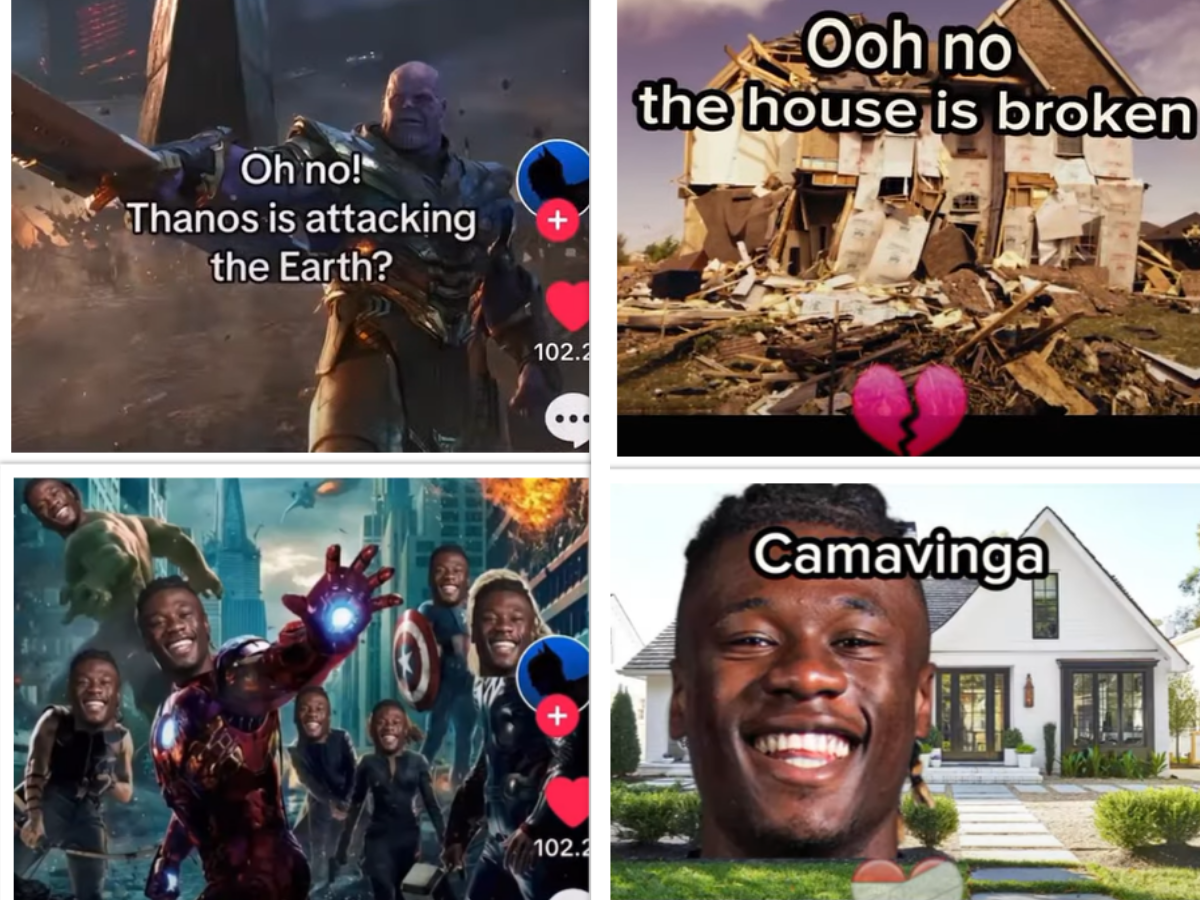 Oh no!
Thanos is attacking
the Earth?
102.2
Ooh no
the house is broken
102.2
Camavinga